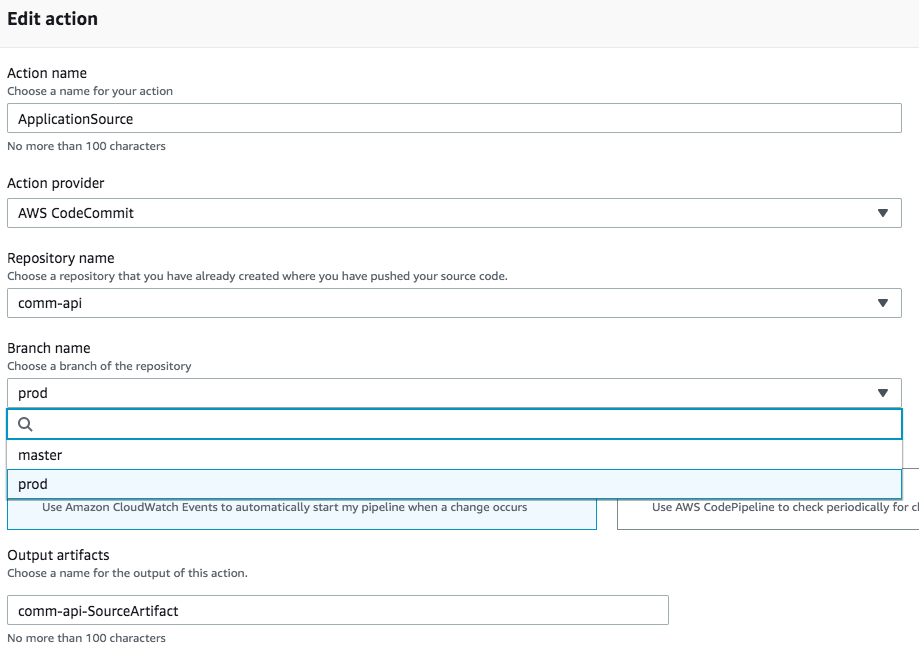 Edit action
Action name
Choose a name for your action
ApplicationSource
No more than 100 characters
Action provider
AWS CodeCommit
Repository name
Choose a repository that you have already created where you have pushed your source code.
comm-api
Branch name
Choose a branch of the repository
prod
master
prod
Use Amazon CloudWatch Events to automatically start my pipeline when a change occurs
Use AWS CodePipeline to check periodically for
Output artifacts
Choose a name for the output of this action.
comm-api-SourceArtifact
No more than 100 characters